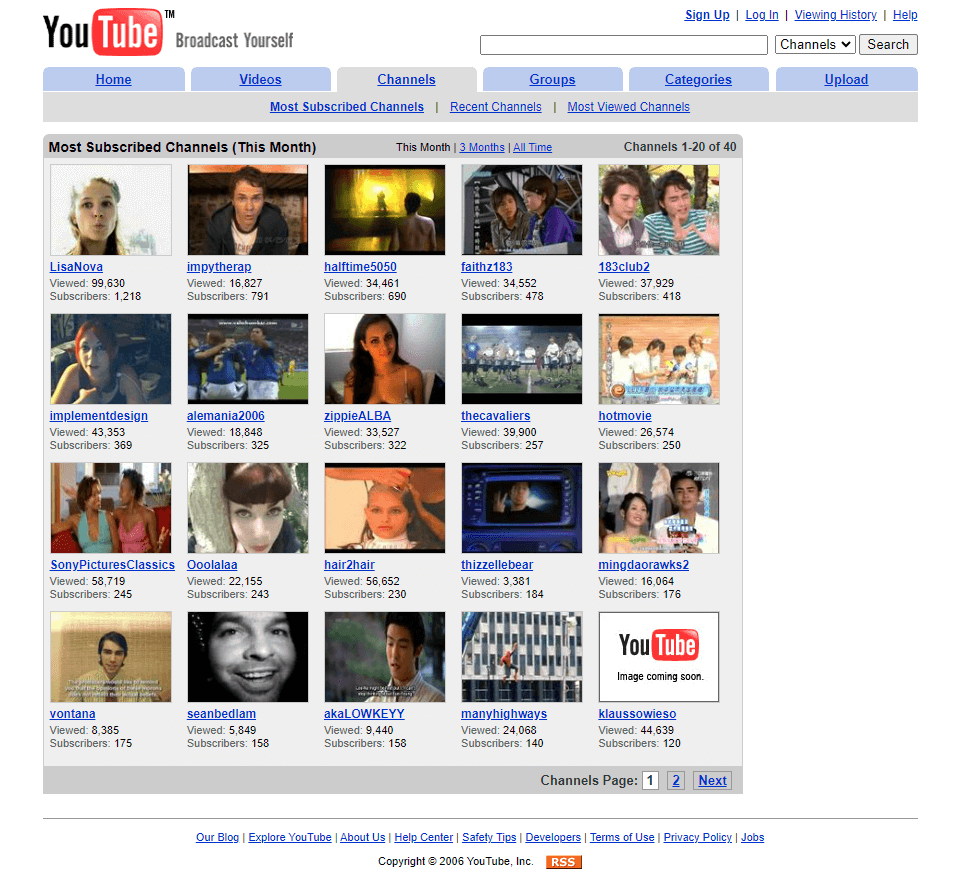 YouTube™ Broadcast Yourself
Sign Up | Log In | Viewing History | Help
Channels Search
Home Videos Channels Groups Categories Upload
Most Subscribed Channels | Recent Channels | Most Viewed Channels
Most Subscribed Channels (This Month) This Month | 3 Months | All Time Channels 1-20 of 40
LisaNova impytherap halftime5050 faithz183 183club2
Viewed: 99,630 Viewed: 16,827 Viewed: 34,461 Viewed: 34,552 Viewed: 37,929
Subscribers: 1,218 Subscribers: 791 Subscribers: 690 Subscribers: 478 Subscribers: 418
implementdesign alemania2006 zippieALBA thecavaliers hotmovie
Viewed: 43,353 Viewed: 18,848 Viewed: 33,527 Viewed: 39,900 Viewed: 26,574
Subscribers: 369 Subscribers: 325 Subscribers: 322 Subscribers: 257 Subscribers: 250
SonyPicturesClassics Ooolalaa hair2hair thizzellebear mingdaorawks2
Viewed: 58,719 Viewed: 22,155 Viewed: 56,652 Viewed: 3,381 Viewed: 16,064
Subscribers: 245 Subscribers: 243 Subscribers: 230 Subscribers: 184 Subscribers: 176
YouTube
Image coming soon.
vontana seanbedlam akaLOWKEYY manyhighways klaussowieso
Viewed: 8,385 Viewed: 5,849 Viewed: 9,440 Viewed: 24,068 Viewed: 44,639
Subscribers: 175 Subscribers: 158 Subscribers: 158 Subscribers: 140 Subscribers: 120
Channels Page: 1 2 Next
Our Blog | Explore YouTube | About Us | Help Center | Safety Tips | Developers | Terms of Use | Privacy Policy | Jobs
Copyright © 2006 YouTube, Inc. RSS